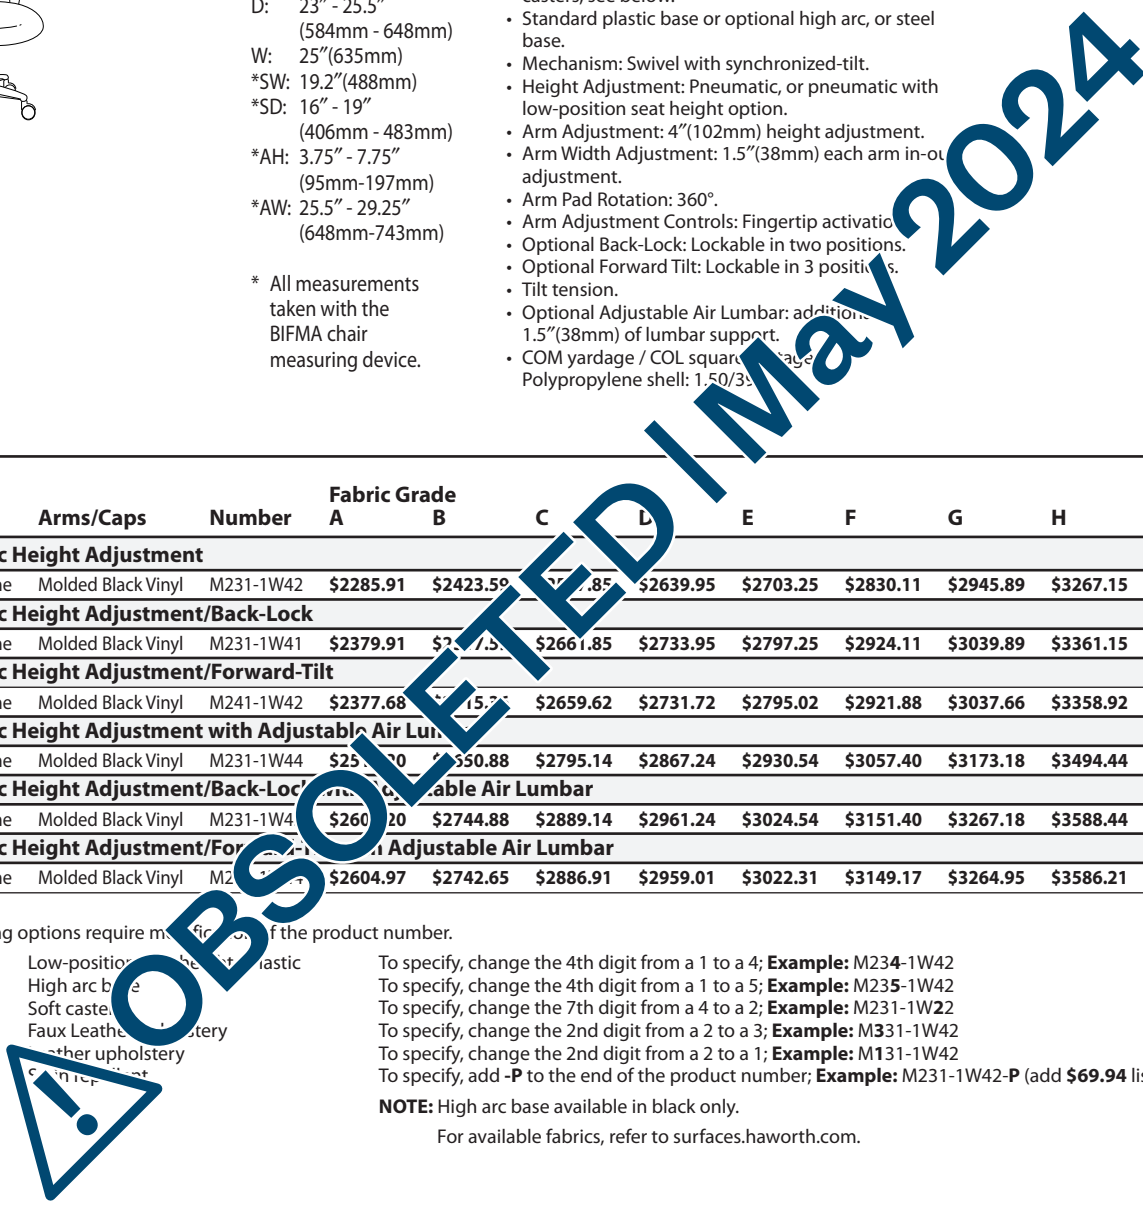 D: 23″ - 25.5″
(584mm - 648mm)
W: 25″(635mm)
*SW: 19.2″(488mm)
*SD: 16″ - 19″
(406mm - 483mm)
*AH: 3.75″ - 7.75″
(95mm-197mm)
*AW: 25.5″ - 29.25″
(648mm-743mm)
* All measurements
taken with the
BIFMA chair
measuring device.
casters, see below.
• Standard plastic base or optional high arc, or steel
base.
• Mechanism: Swivel with synchronized-tilt.
• Height Adjustment: Pneumatic, or pneumatic with
low-position seat height option.
• Arm Adjustment: 4″(102mm) height adjustment.
• Arm Width Adjustment: 1.5″(38mm) each arm
adjustment.
• Arm Pad Rotation: 360°.
• Arm Adjustment Controls: Fingertip
• Optional Back-Lock: Lockable in two positions.
• Optional Forward Tilt: Lockable in 3 positions.
• Tilt tension.
• Optional Adjustable Air Lumbar:
1.5″(38mm) of lumbar support.
• COM yardage / COL square
Polypropylene shell:
OBSOLETED | May 2024
Fabric Grade
Arms/Caps Number A B C D E F G H
Height Adjustment
Molded Black Vinyl M231-1W42 $2285.91 $2423.59 $2639.95 $2703.25 $2830.11 $2945.89 $3267.15
Height Adjustment/Back-Lock
Molded Black Vinyl M231-1W41 $2379.91 $2661.85 $2733.95 $2797.25 $2924.11 $3039.89 $3361.15
Height Adjustment/Forward-Tilt
Molded Black Vinyl M241-1W42 $2377.68 $2659.62 $2731.72 $2795.02 $2921.88 $3037.66 $3358.92
Height Adjustment with Adjustable Air Lumbar
Molded Black Vinyl M231-1W44 $2795.14 $2867.24 $2930.54 $3057.40 $3173.18 $3494.44
Height Adjustment/Back-Lock with Adjustable Air Lumbar
Molded Black Vinyl $2744.88 $2889.14 $2961.24 $3024.54 $3151.40 $3267.18 $3588.44
Height Adjustment/Forward-Tilt with Adjustable Air Lumbar
Molded Black Vinyl $2604.97 $2742.65 $2886.91 $2959.01 $3022.31 $3149.17 $3264.95 $3586.21
options require modification of the product number.
Low-position plastic To specify, change the 4th digit from a 1 to a 4; Example: M234-1W42
High arc base To specify, change the 4th digit from a 1 to a 5; Example: M235-1W42
Soft To specify, change the 7th digit from a 4 to a 2; Example: M231-1W22
Faux Leather upholstery To specify, change the 2nd digit from a 2 to a 3; Example: M331-1W42
Leather upholstery To specify, change the 2nd digit from a 2 to a 1; Example: M131-1W42
To specify, add -P to the end of the product number; Example: M231-1W42-P (add $69.94
NOTE: High arc base available in black only.
For available fabrics, refer to surfaces.haworth.com.
!